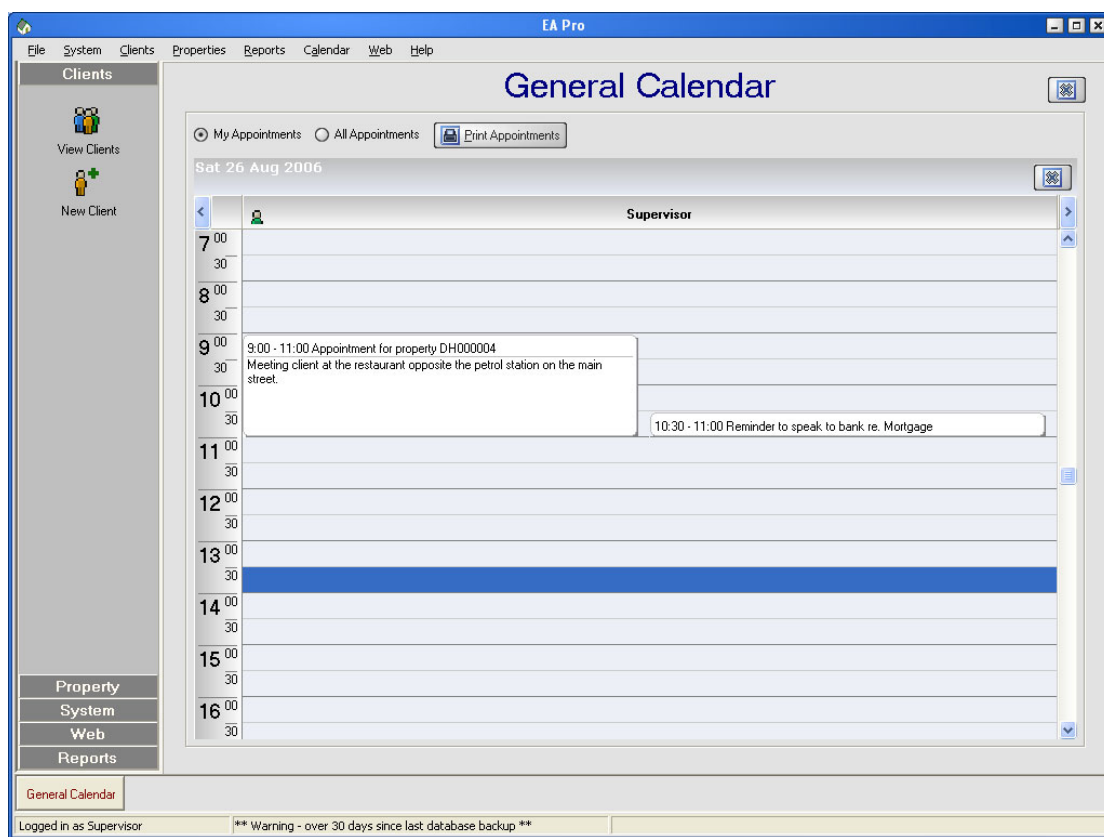 EA Pro
File System Clients Properties Reports Calendar Web Help
Clients
View Clients
New Client
Property
System
Web
Reports
General Calendar
My Appointments All Appointments Print Appointments
Sat 26 Aug 2006
< Supervisor >
7 00
30
8 00
30
9 00
30
10 00
30
11 00
30
12 00
30
13 00
30
14 00
30
15 00
30
16 00
30
9:00 - 11:00 Appointment for property DH000004
Meeting client at the restaurant opposite the petrol station on the main
street.
10:30 - 11:00 Reminder to speak to bank re. Mortgage
General Calendar
Logged in as Supervisor ** Warning - over 30 days since last database backup **